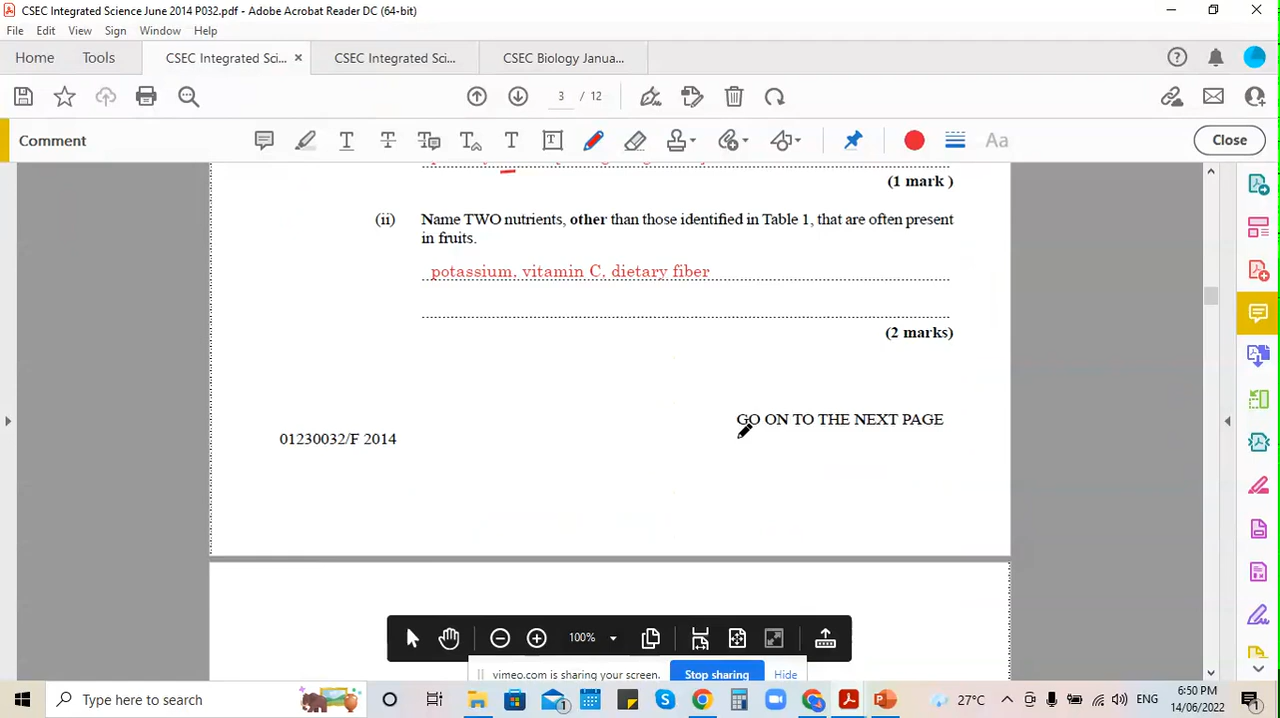 CSEC Integrated Science June 2014 P032.pdf - Adobe Acrobat Reader DC (64-bit)
File Edit View Sign Window Help
Home Tools CSEC Integrated Sci... × CSEC Integrated Sci... CSEC Biology Janua...
3 / 12
Comment
Aa
Close
(1 mark )
(ii) Name TWO nutrients, other than those identified in Table 1, that are often present
in fruits.
potassium, vitamin C, dietary fiber
(2 marks)
GO ON TO THE NEXT PAGE
01230032/F 2014
100%
vimeo.com is sharing your screen. Stop sharing Hide
Type here to search
27°C ENG 6:50 PM
14/06/2022